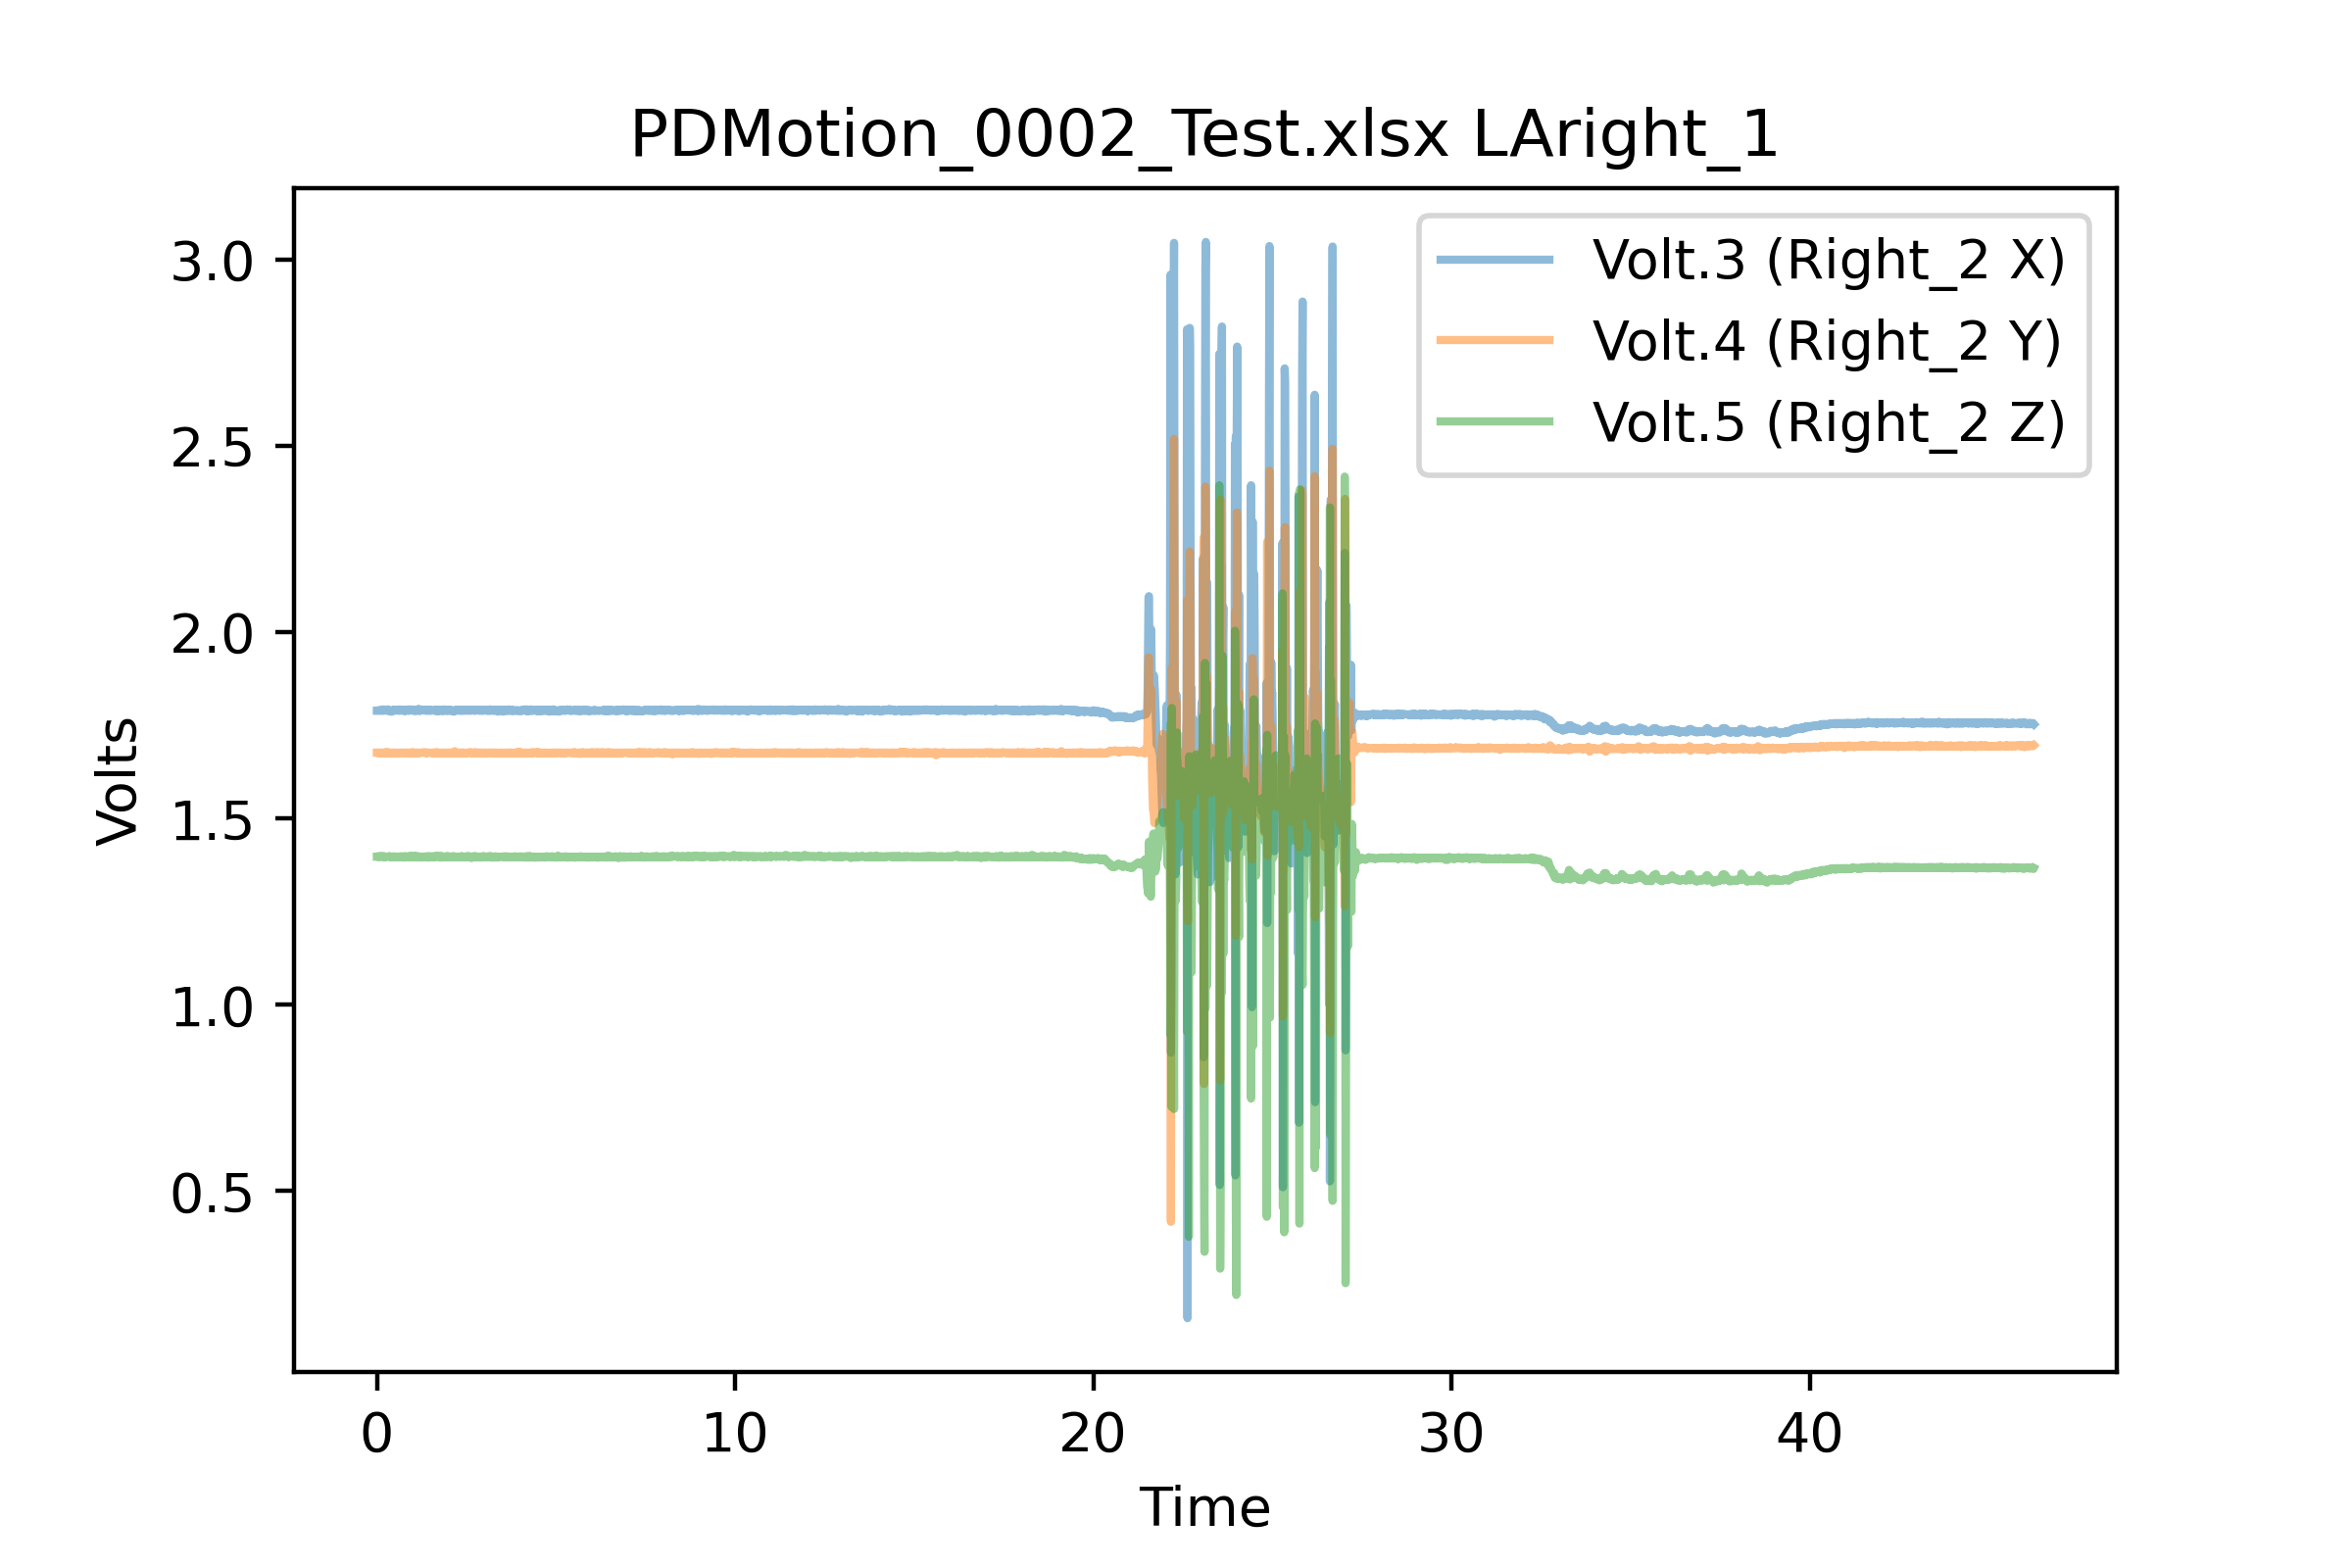 PDMotion_0002_Test.xlsx LAright_1
Volt.3 (Right_2 X)
Volt.4 (Right_2 Y)
Volt.5 (Right_2 Z)
3.0
2.5
2.0
1.5
1.0
0.5
Volts
0 10 20 30 40
Time